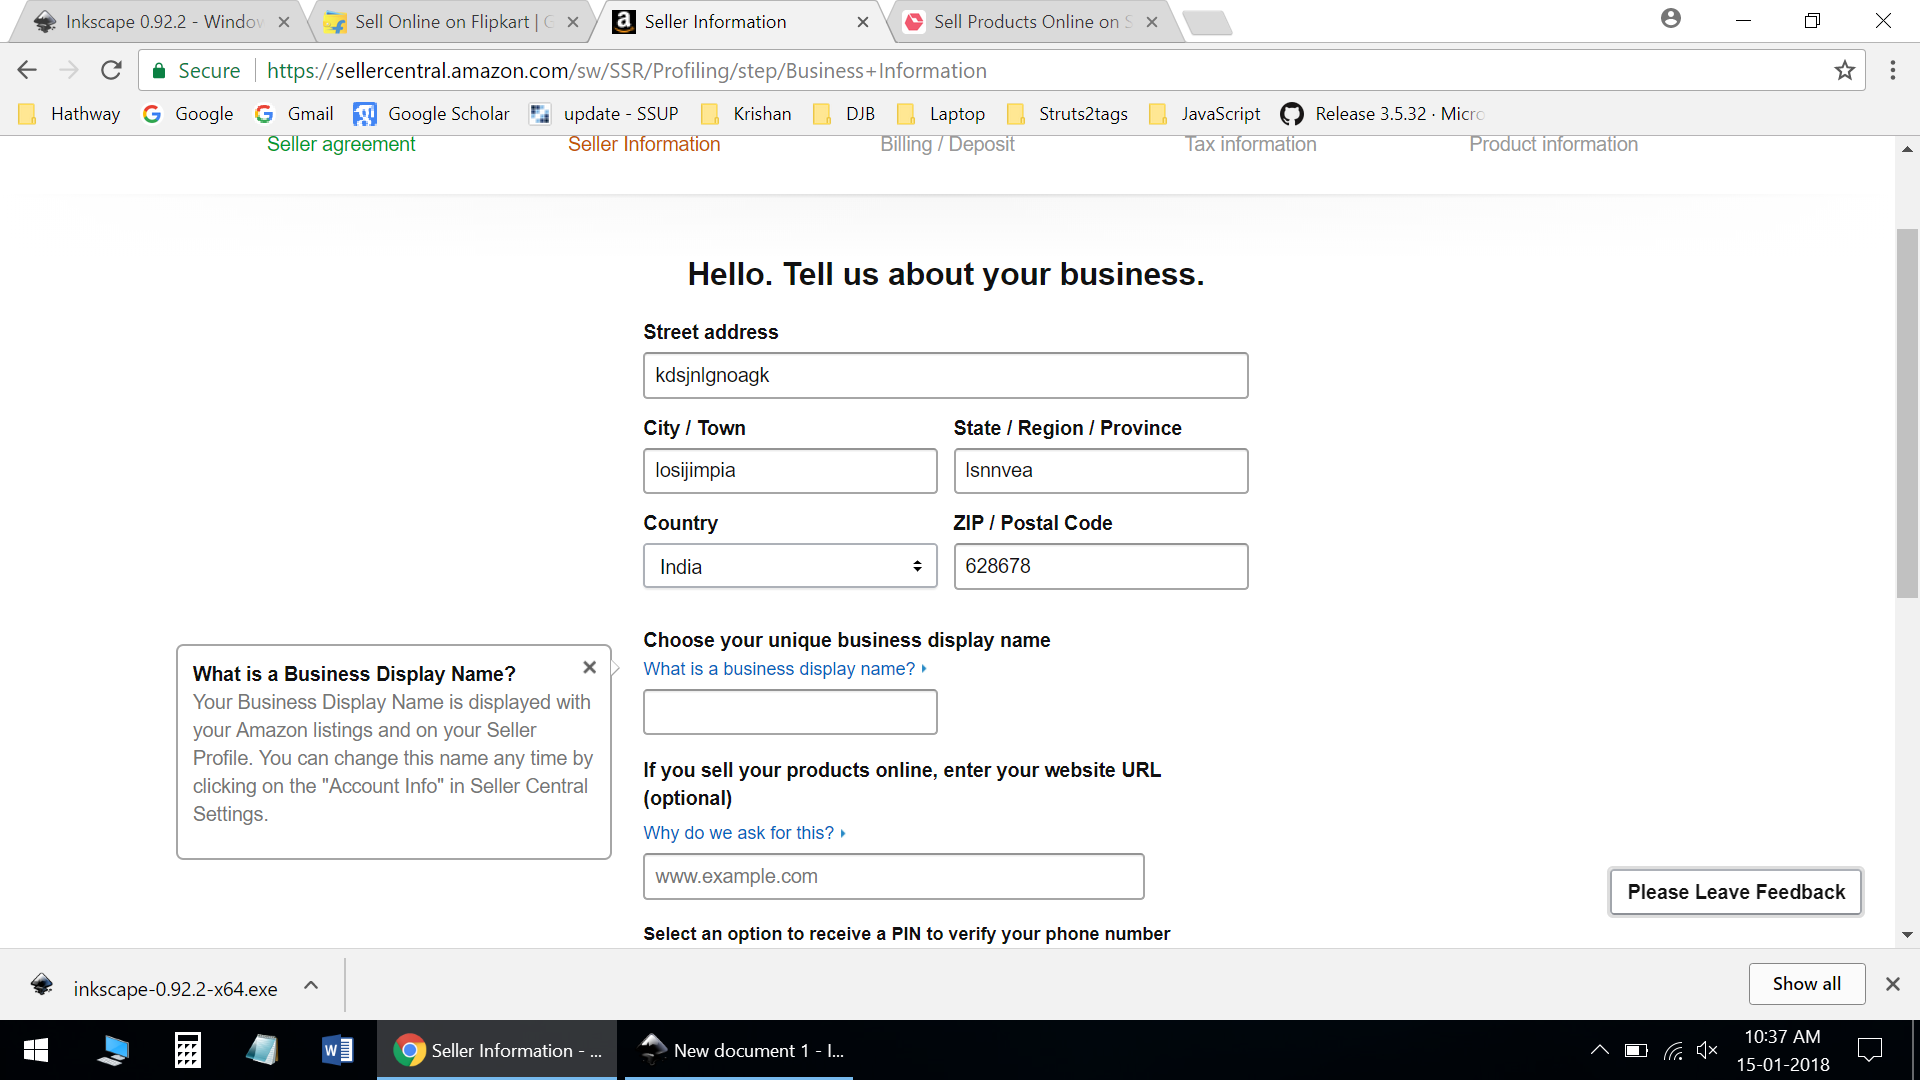 Inkscape 0.92.2 - Window
Sell Online on Flipkart | G
Seller Information
Sell Products Online on S
Secure
https://sellercentral.amazon.com/sw/SSR/Profiling/step/Business+Information
Hathway
Google
Gmail
Google Scholar
update - SSUP
Krishan
DJB
Laptop
Struts2tags
JavaScript
Release 3.5.32 · Micro
Seller agreement
Seller Information
Billing / Deposit
Tax information
Product information
Hello. Tell us about your business.
Street address
kdsjnlgnoagk
City / Town
State / Region / Province
losijimpia
lsnnvea
Country
ZIP / Postal Code
India
628678
Choose your unique business display name
What is a business display name?
What is a Business Display Name?
Your Business Display Name is displayed with
your Amazon listings and on your Seller
Profile. You can change this name any time by
clicking on the "Account Info" in Seller Central
Settings.
If you sell your products online, enter your website URL
(optional)
Why do we ask for this?
www.example.com
Please Leave Feedback
Select an option to receive a PIN to verify your phone number
inkscape-0.92.2-x64.exe
Show all
Seller Information - ...
New document 1 - I...
10:37 AM
15-01-2018